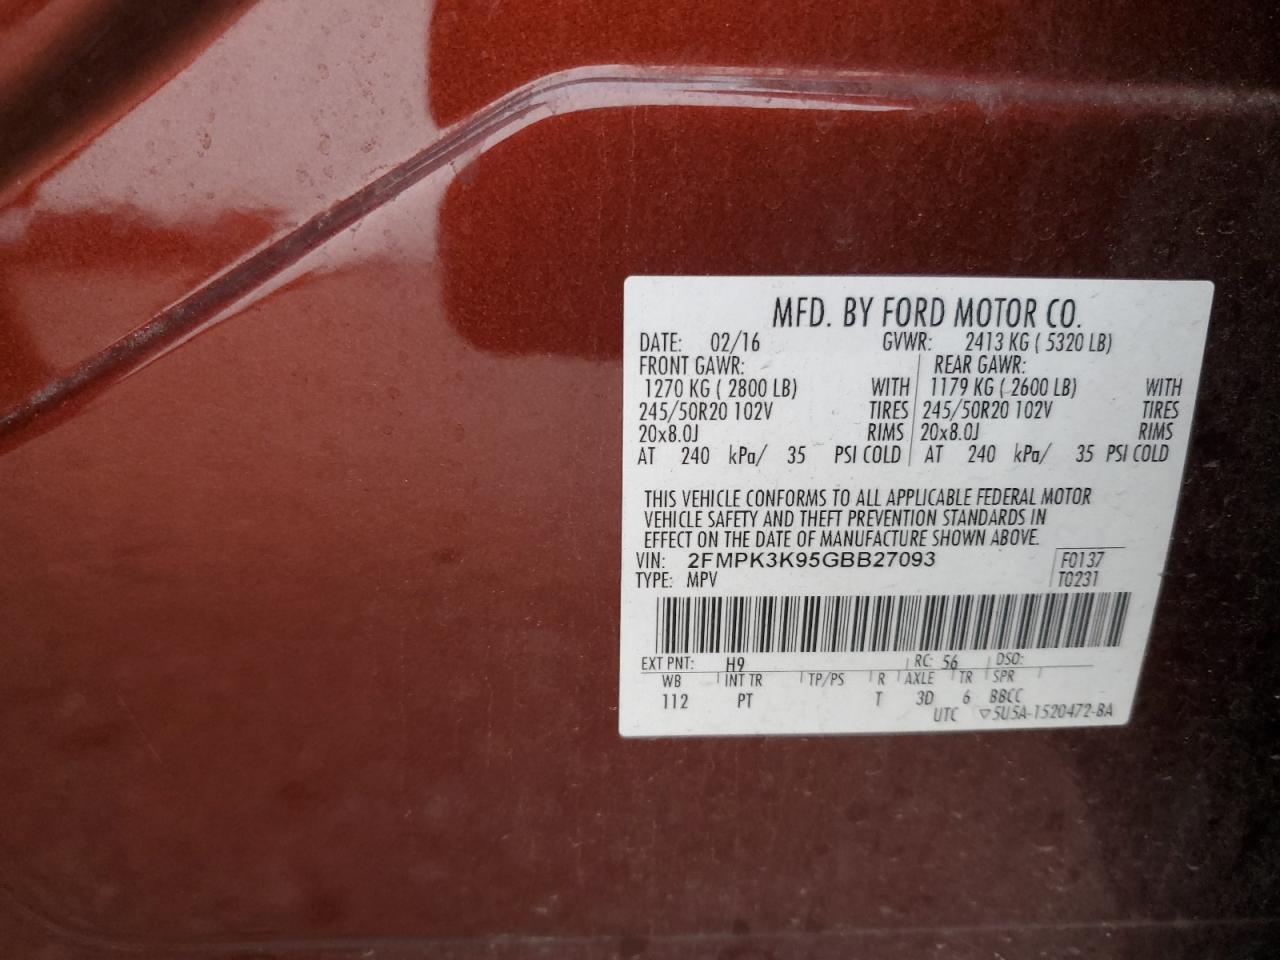 MFD. BY FORD MOTOR CO.
DATE: 02/16 GVWR: 2413 KG ( 5320 LB)
FRONT GAWR: REAR GAWR:
1270 KG ( 2800 LB) WITH 1179 KG ( 2600 LB) WITH
245/50R20 102V TIRES 245/50R20 102V TIRES
20x8.0J RIMS 20x8.0J RIMS
AT 240 kPa/ 35 PSI COLD AT 240 kPa/ 35 PSI COLD
THIS VEHICLE CONFORMS TO ALL APPLICABLE FEDERAL MOTOR
VEHICLE SAFETY AND THEFT PREVENTION STANDARDS IN
EFFECT ON THE DATE OF MANUFACTURE SHOWN ABOVE.
VIN: 2FMPK3K95GBB27093 F0137
TYPE: MPV T0231
EXT PNT: H9 RC: 56 DSO:
WB INT TR TP/PS R AXLE TR SPR
112 PT T 3D 6 BBCC
UTC ▽5U5A-1520472-BA